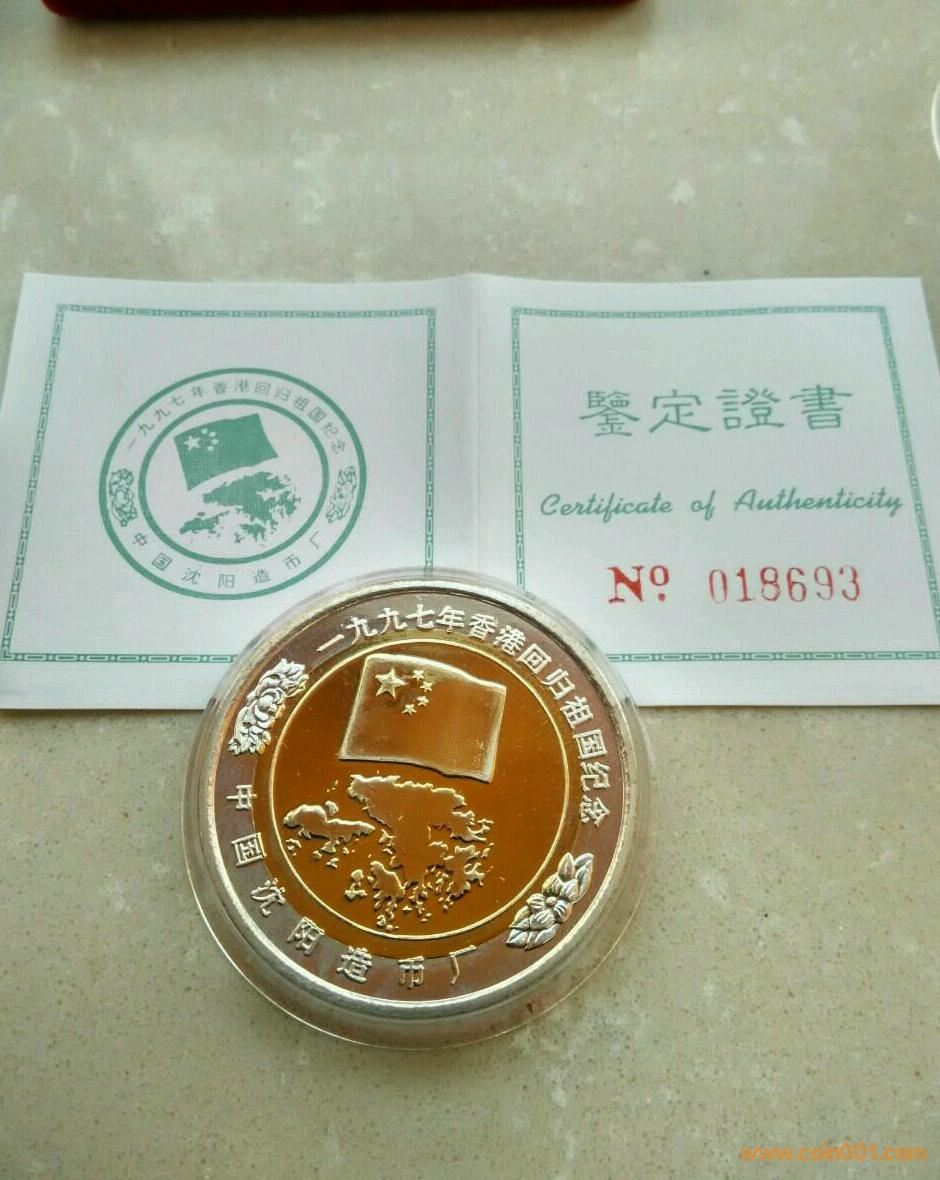 一九九七年香港回归祖国纪念
中国沈阳造币厂
鑒定證書
Certificate of Authenticity
Nº 018693
一九九七年香港回归祖国纪念
中国沈阳造币厂
www.coin001.com